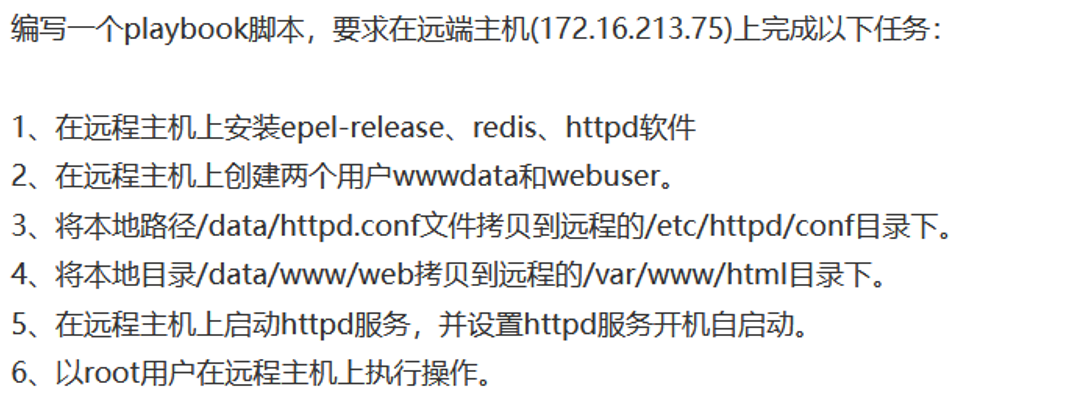 编写一个playbook脚本，要求在远端主机(172.16.213.75)上完成以下任务：
1、在远程主机上安装epel-release、redis、httpd软件
2、在远程主机上创建两个用户wwwdata和webuser。
3、将本地路径/data/httpd.conf文件拷贝到远程的/etc/httpd/conf目录下。
4、将本地目录/data/www/web拷贝到远程的/var/www/html目录下。
5、在远程主机上启动httpd服务，并设置httpd服务开机自启动。
6、以root用户在远程主机上执行操作。